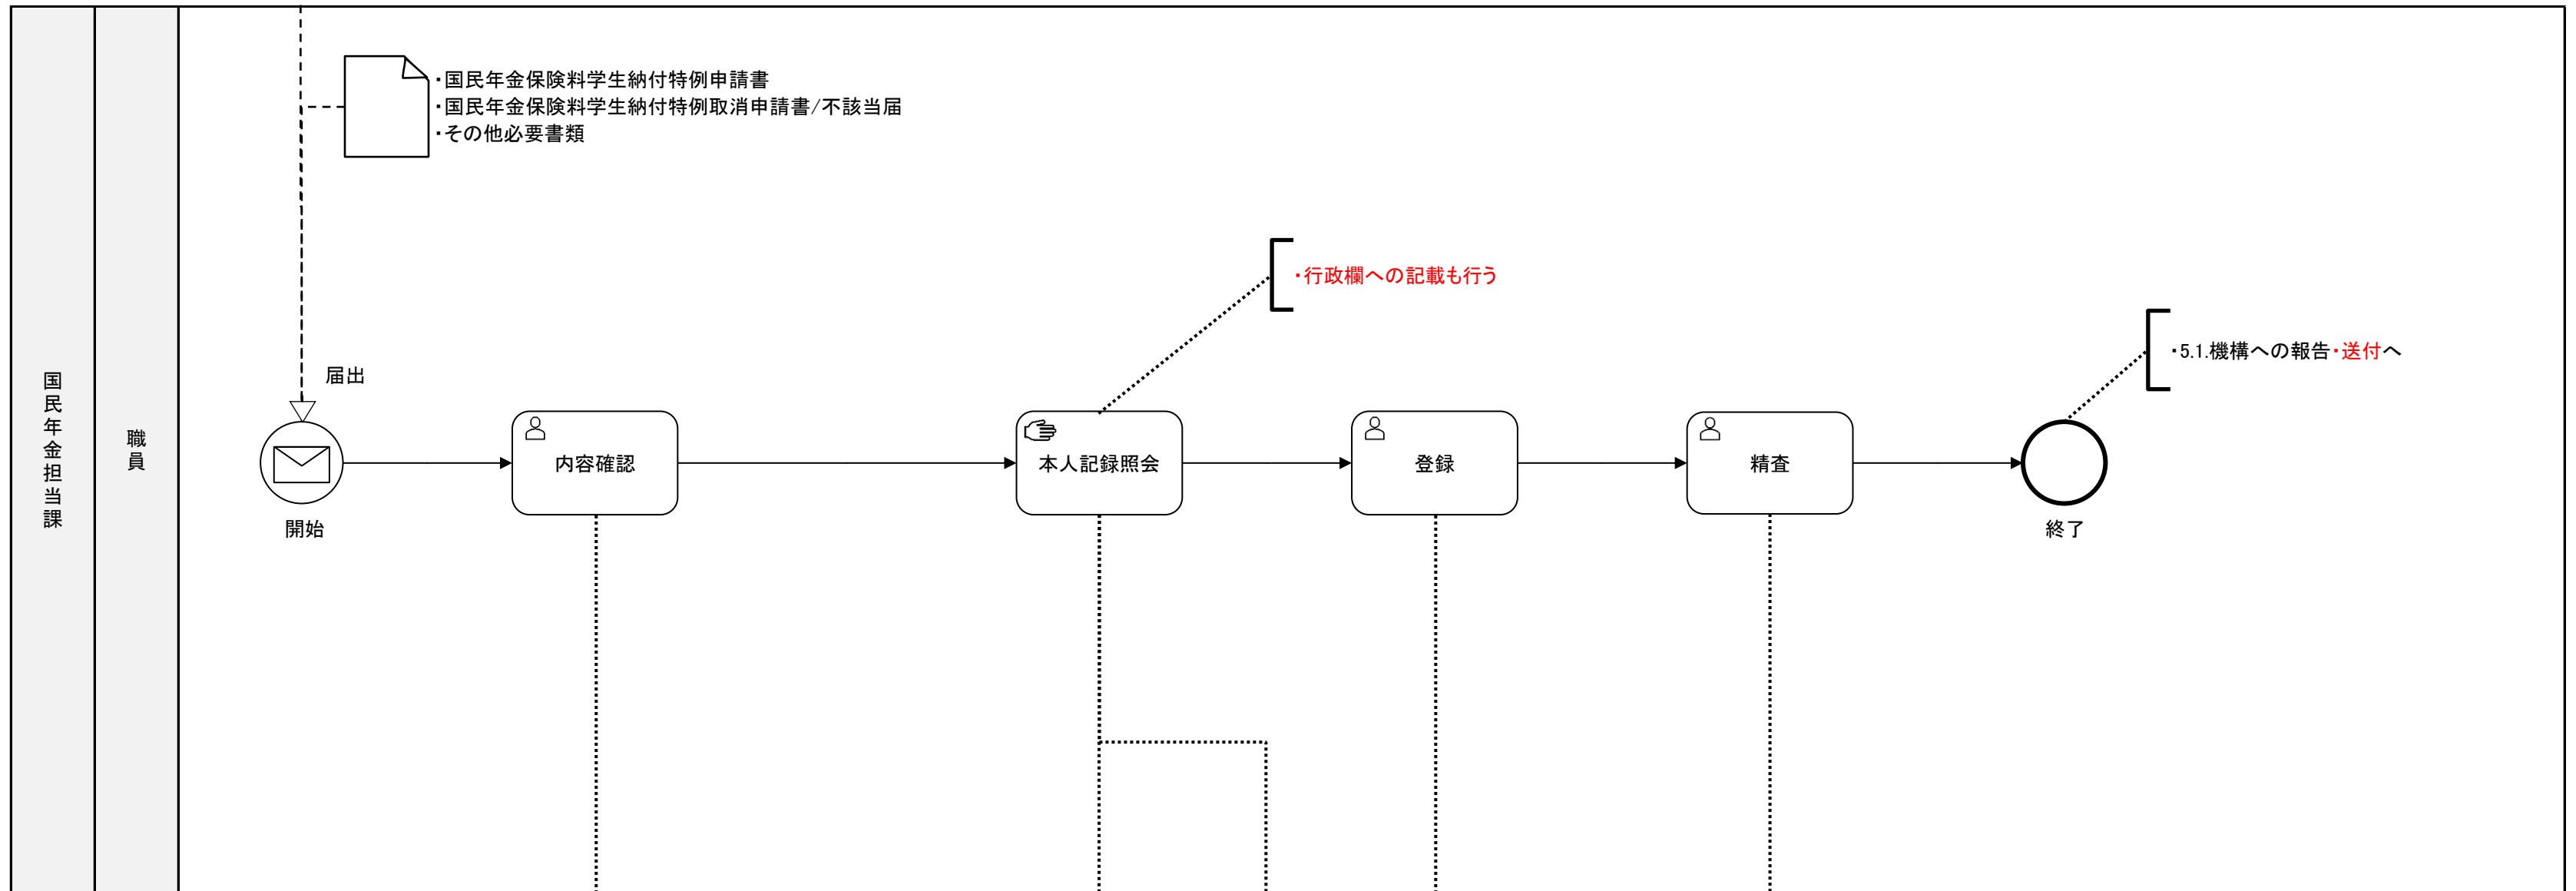 ・国民年金保険料学生納付特例申請書
・国民年金保険料学生納付特例取消申請書/不該当届
・その他必要書類
・行政欄への記載も行う
・5.1.機構への報告・送付へ
届出
国民年金担当課
職員
内容確認
本人記録照会
登録
精査
開始
終了